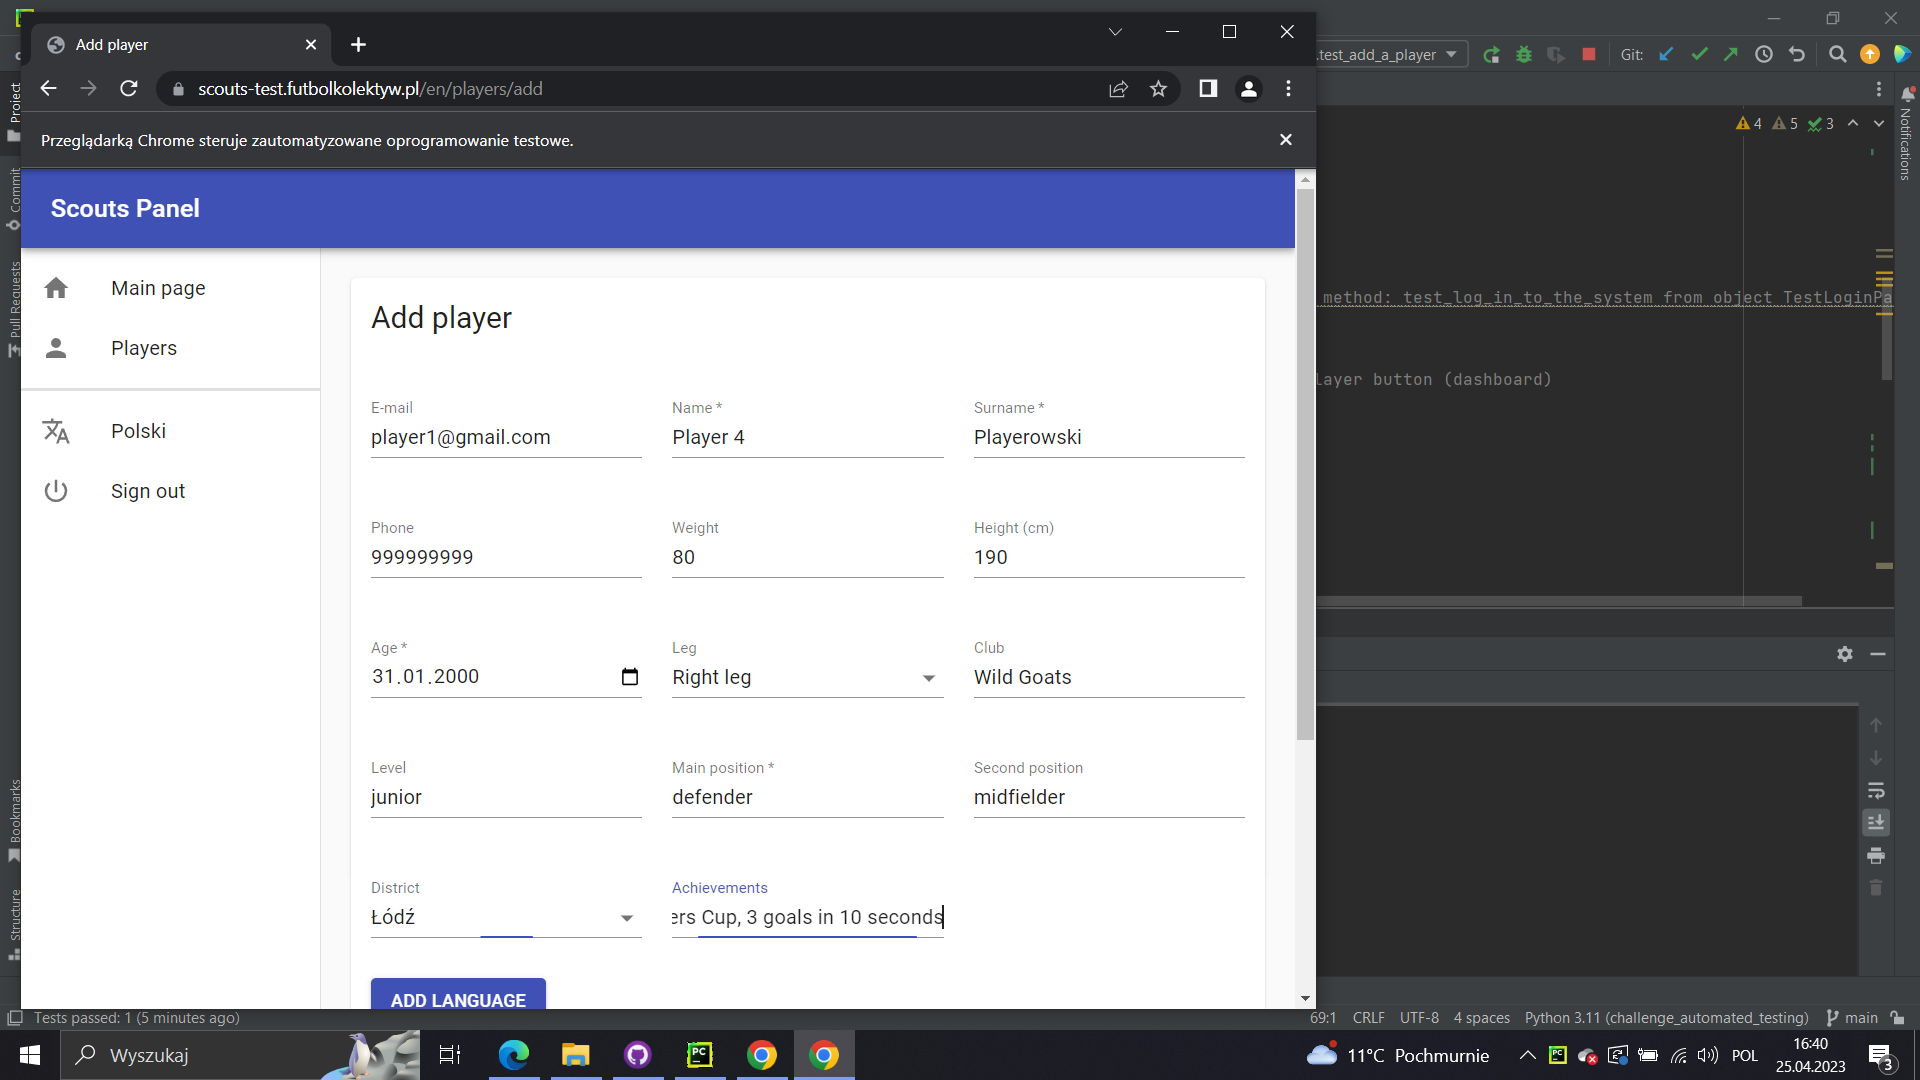 Add player
scouts-test.futbolkolektyw.pl/en/players/add
Przeglądarką Chrome steruje zautomatyzowane oprogramowanie testowe.
test_add_a_player
Git:
4 5 3
Project
Commit
Pull Requests
Bookmarks
Structure
Notifications
Scouts Panel
Main page
Players
Polski
Sign out
Add player
E-mail
player1@gmail.com
Name *
Player 4
Surname *
Playerowski
Phone
999999999
Weight
80
Height (cm)
190
Age *
31.01.2000
Leg
Right leg
Club
Wild Goats
Level
junior
Main position *
defender
Second position
midfielder
District
Łódź
Achievements
ers Cup, 3 goals in 10 seconds
ADD LANGUAGE
method: test_log_in_to_the_system from object TestLoginPa
layer button (dashboard)
Tests passed: 1 (5 minutes ago)
69:1 CRLF UTF-8 4 spaces Python 3.11 (challenge_automated_testing) main
Wyszukaj
PC
11°C Pochmurnie
PC
POL
16:40
25.04.2023
3